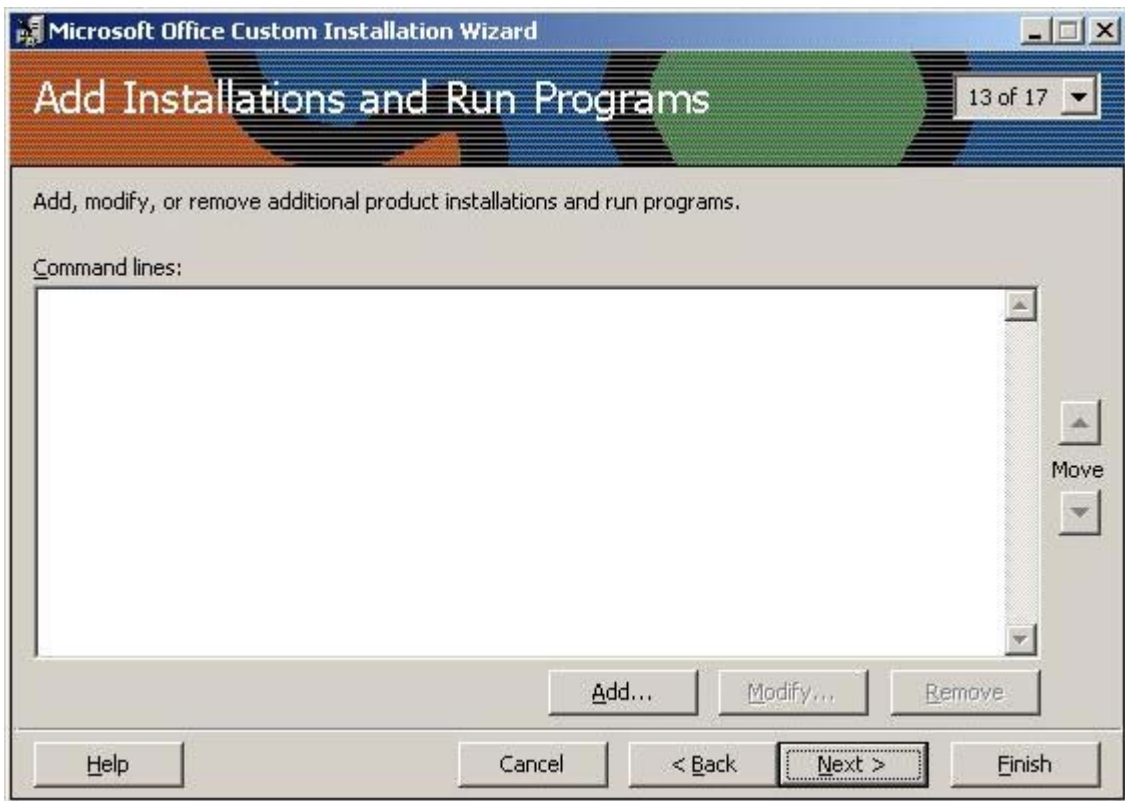 Microsoft Office Custom Installation Wizard
Add Installations and Run Programs
13 of 17
Add, modify, or remove additional product installations and run programs.
Command lines:
Move
Add...
Modify...
Remove
Help
Cancel
< Back
Next >
Finish